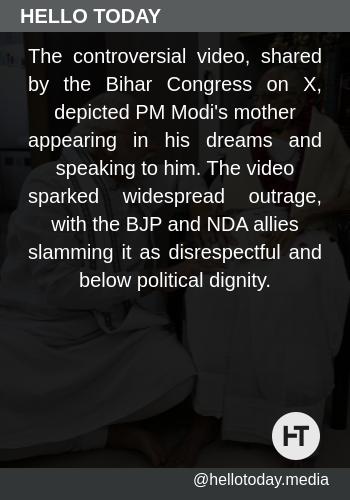 HELLO TODAY
The controversial video, shared
by the Bihar Congress on X,
depicted PM Modi's mother
appearing in his dreams and
speaking to him. The video
sparked widespread outrage,
with the BJP and NDA allies
slamming it as disrespectful and
below political dignity.
HT
@hellotoday.media